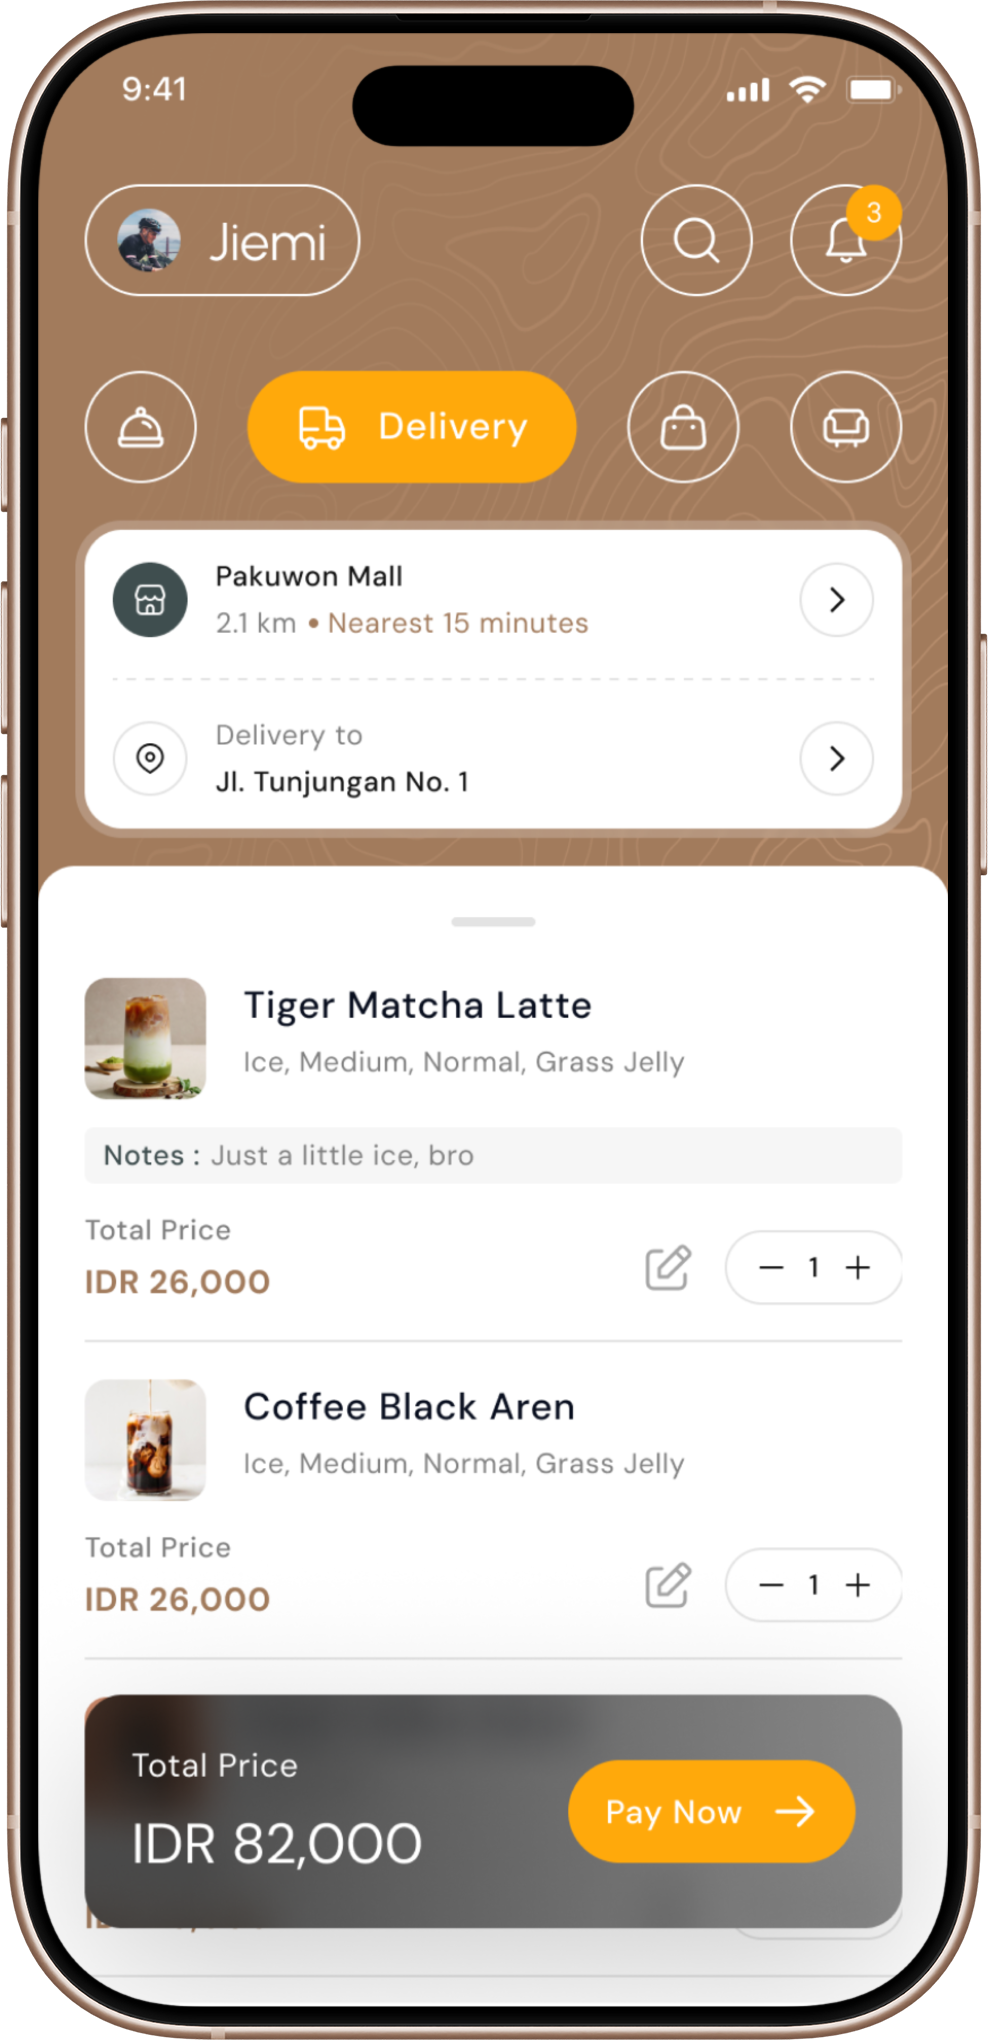 9:41
Jiemi
3
Delivery
Pakuwon Mall
2.1 km • Nearest 15 minutes
Delivery to
Jl. Tunjungan No. 1
Tiger Matcha Latte
Ice, Medium, Normal, Grass Jelly
Notes : Just a little ice, bro
Total Price
IDR 26,000
1
Coffee Black Aren
Ice, Medium, Normal, Grass Jelly
Total Price
IDR 26,000
1
Total Price
IDR 82,000
Pay Now